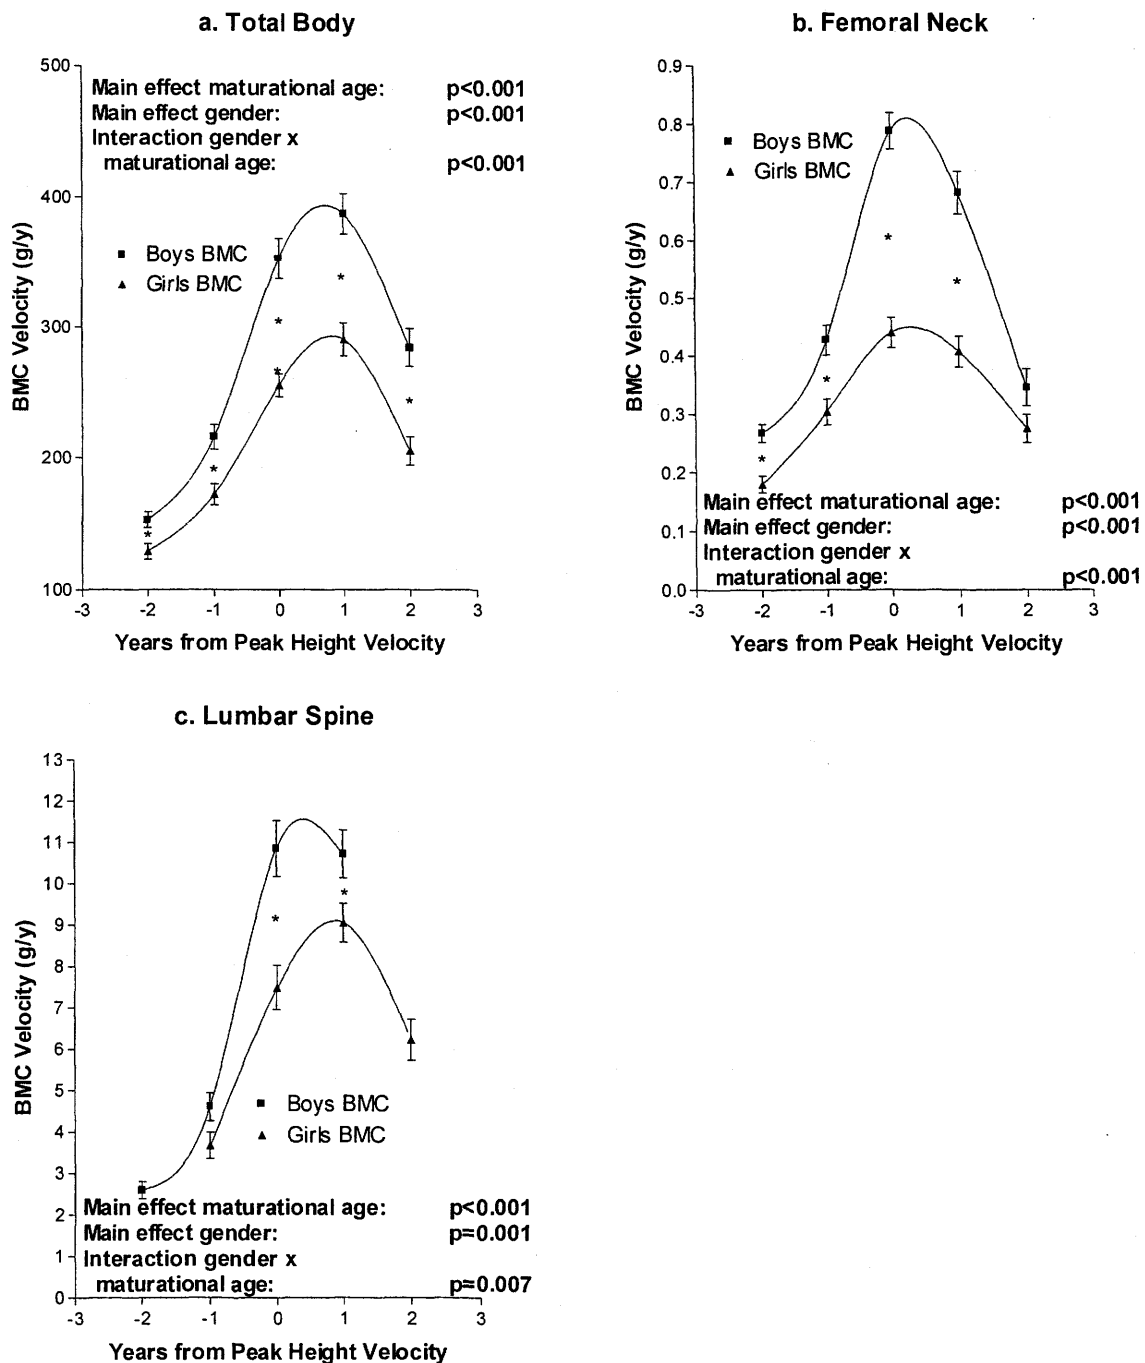 a. Total Body
500
400
300
200
100
BMC Velocity (g/y)
Main effect maturational age: p<0.001
Main effect gender: p<0.001
Interaction gender x
maturational age: p<0.001
Boys BMC
Girls BMC
*
*
*
*
*
*
-3 -2 -1 0 1 2 3
Years from Peak Height Velocity
b. Femoral Neck
0.9
0.8
0.7
0.6
0.5
0.4
0.3
0.2
0.1
0.0
BMC Velocity (g/y)
Boys BMC
Girls BMC
*
*
*
*
Main effect maturational age: p<0.001
Main effect gender: p<0.001
Interaction gender x
maturational age: p<0.001
-3 -2 -1 0 1 2 3
Years from Peak Height Velocity
c. Lumbar Spine
13
12
11
10
9
8
7
6
5
4
3
2
1
0
BMC Velocity (g/y)
*
*
Boys BMC
Girls BMC
Main effect maturational age: p<0.001
Main effect gender: p=0.001
Interaction gender x
maturational age: p=0.007
-3 -2 -1 0 1 2 3
Years from Peak Height Velocity